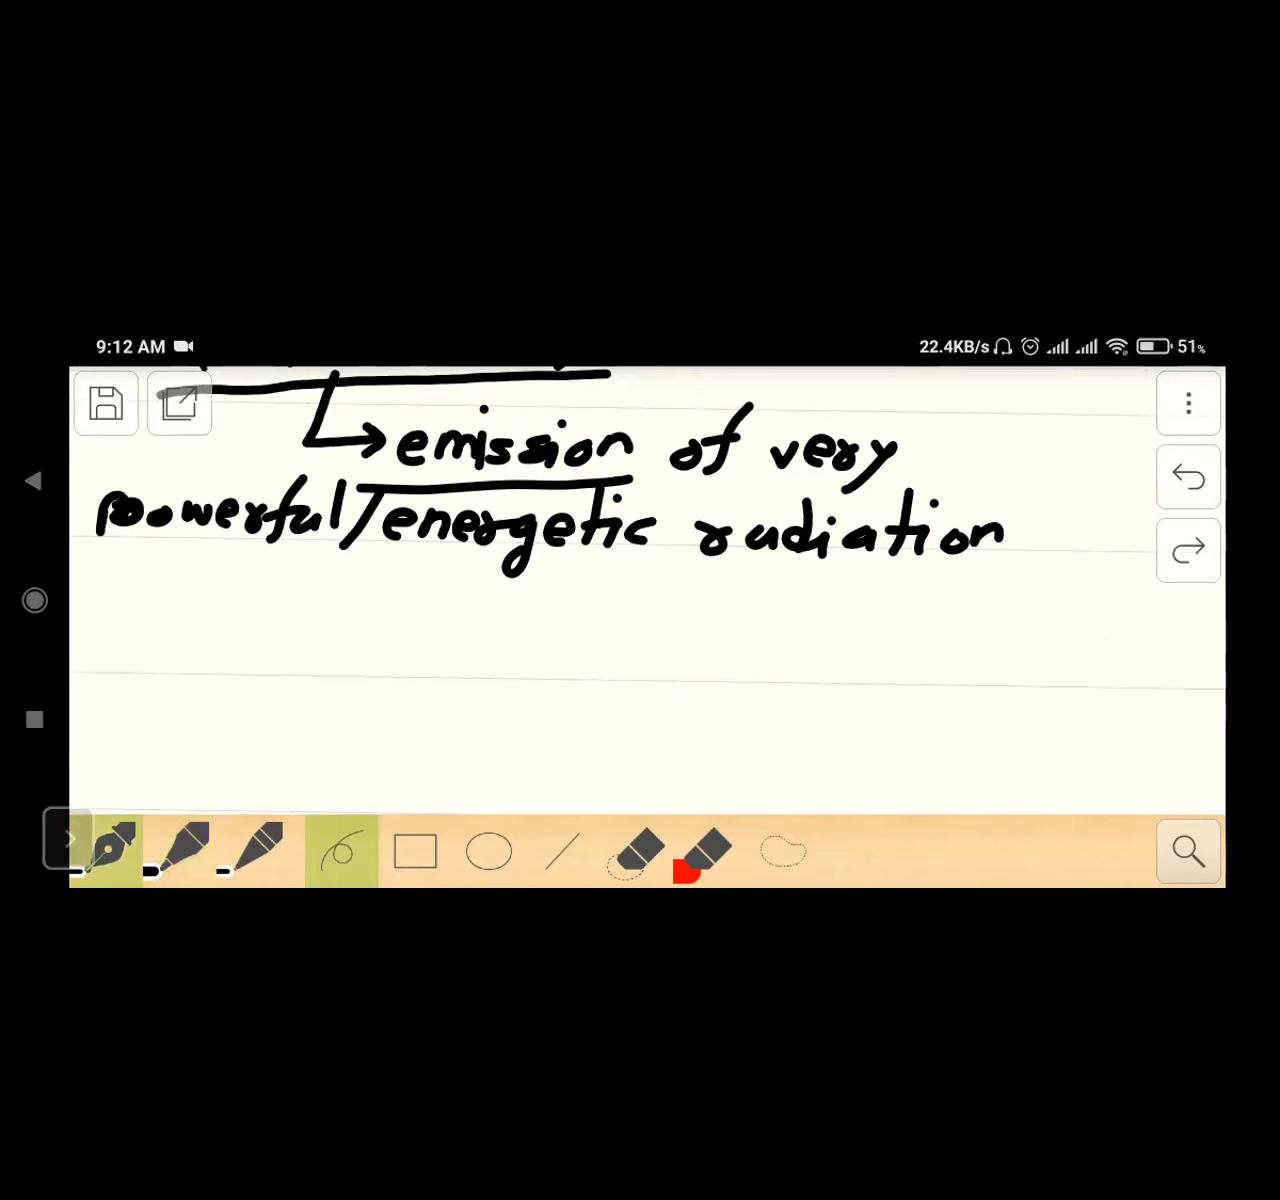 9:12 AM 22.4KB/s 51%
→ emission of very
powerful/energetic radiation